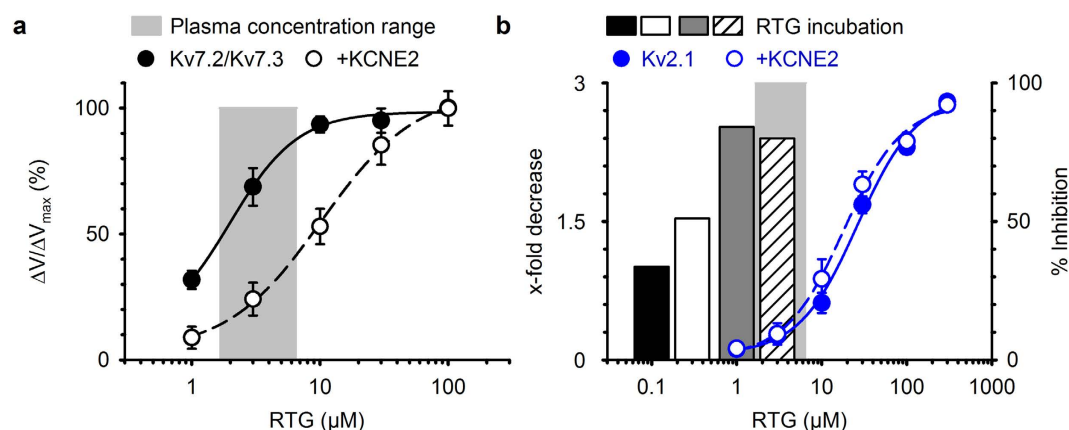 a
Plasma concentration range
Kv7.2/Kv7.3
+KCNE2
ΔV/ΔVmax (%)
100
50
0
1
10
100
RTG (µM)
b
RTG incubation
Kv2.1
+KCNE2
x-fold decrease
3
1.5
0
% Inhibition
100
50
0
0.1
1
10
100
1000
RTG (µM)